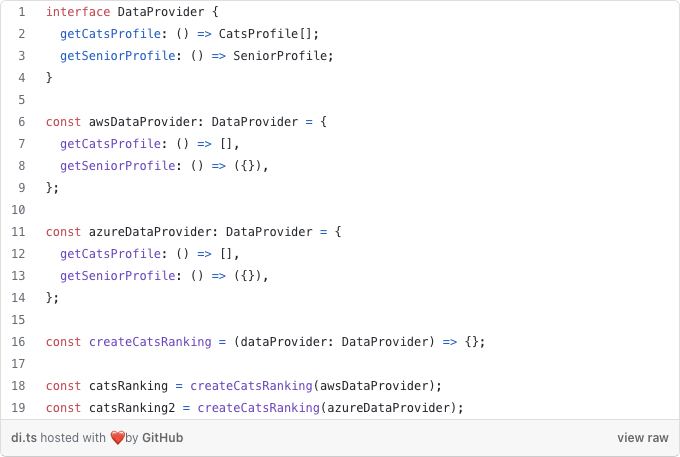 1 interface DataProvider {
2 getCatsProfile: () => CatsProfile[];
3 getSeniorProfile: () => SeniorProfile;
4 }
5
6 const awsDataProvider: DataProvider = {
7 getCatsProfile: () => [],
8 getSeniorProfile: () => ({}),
9 };
10
11 const azureDataProvider: DataProvider = {
12 getCatsProfile: () => [],
13 getSeniorProfile: () => ({}),
14 };
15
16 const createCatsRanking = (dataProvider: DataProvider) => {};
17
18 const catsRanking = createCatsRanking(awsDataProvider);
19 const catsRanking2 = createCatsRanking(azureDataProvider);
di.ts hosted with ❤️by GitHub view raw